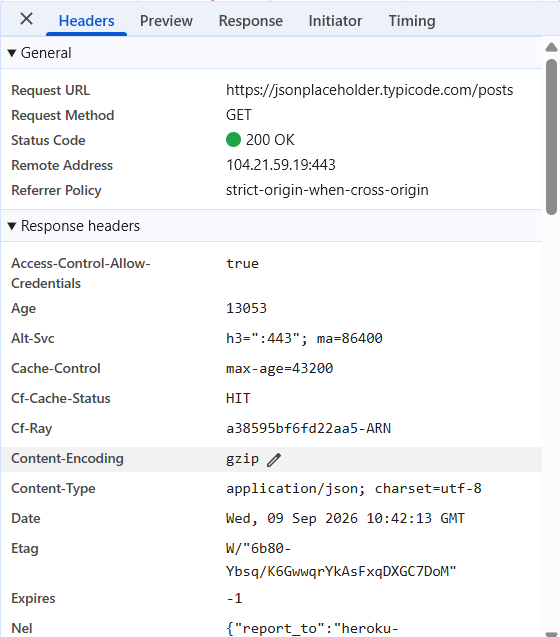 Headers Preview Response Initiator Timing
General
Request URL https://jsonplaceholder.typicode.com/posts
Request Method GET
Status Code 200 OK
Remote Address 104.21.59.19:443
Referrer Policy strict-origin-when-cross-origin
Response headers
Access-Control-Allow- true
Credentials
Age 13053
Alt-Svc h3=":443"; ma=86400
Cache-Control max-age=43200
Cf-Cache-Status HIT
Cf-Ray a38595bf6fd22aa5-ARN
Content-Encoding gzip
Content-Type application/json; charset=utf-8
Date Wed, 09 Sep 2026 10:42:13 GMT
Etag W/"6b80-
Ybsq/K6GwwqrYkAsFxqDXGC7DoM"
Expires -1
Nel {"report_to":"heroku-